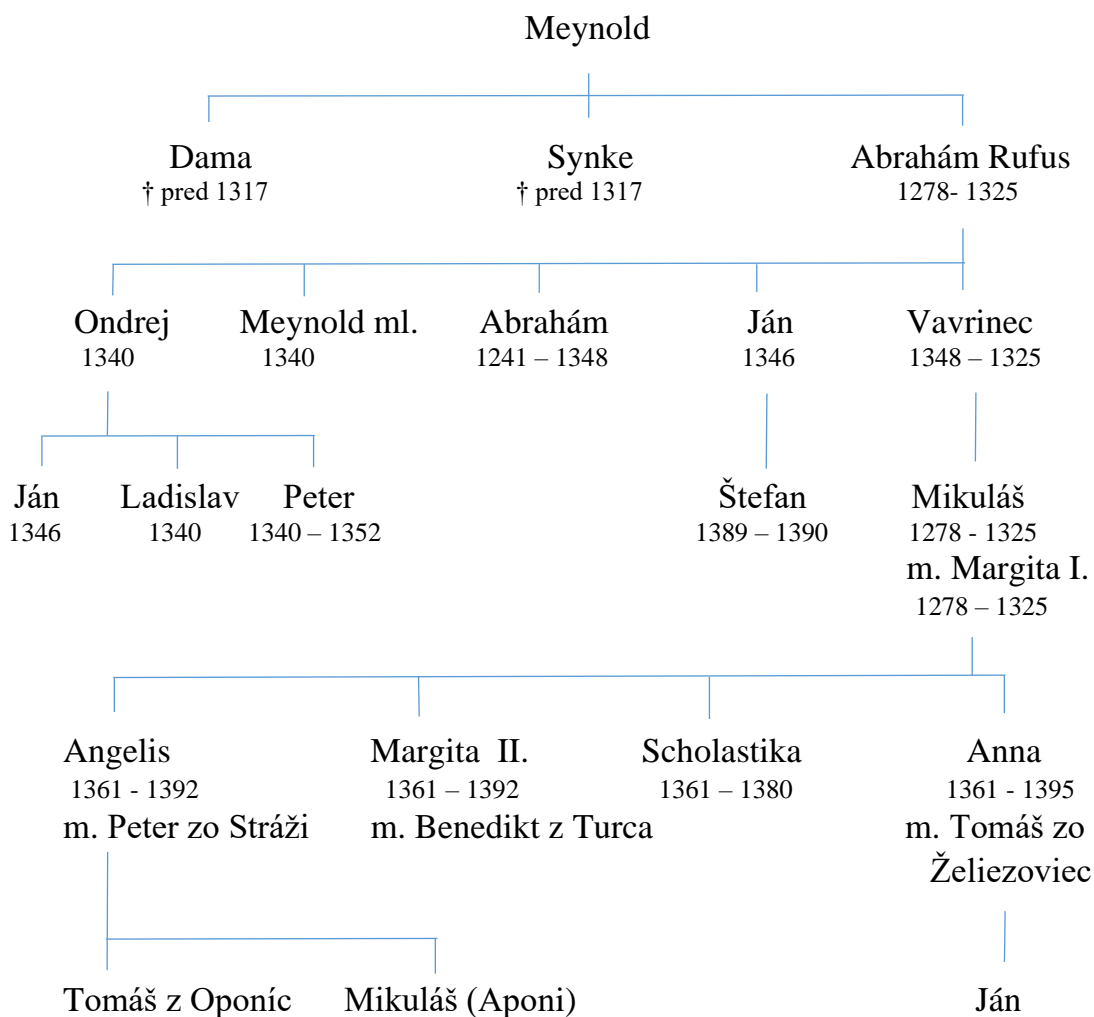 Meynold
Dama Synke Abrahám Rufus
† pred 1317 † pred 1317 1278- 1325
Ondrej Meynold ml. Abrahám Ján Vavrinec
1340 1340 1241 – 1348 1346 1348 – 1325
Ján Ladislav Peter Štefan Mikuláš
1346 1340 1340 – 1352 1389 – 1390 1278 - 1325
m. Margita I.
1278 – 1325
Angelis Margita II. Scholastika Anna
1361 - 1392 1361 – 1392 1361 – 1380 1361 - 1395
m. Peter zo Stráži m. Benedikt z Turca m. Tomáš zo
Želiezoviec
Tomáš z Oponíc Mikuláš (Aponi) Ján